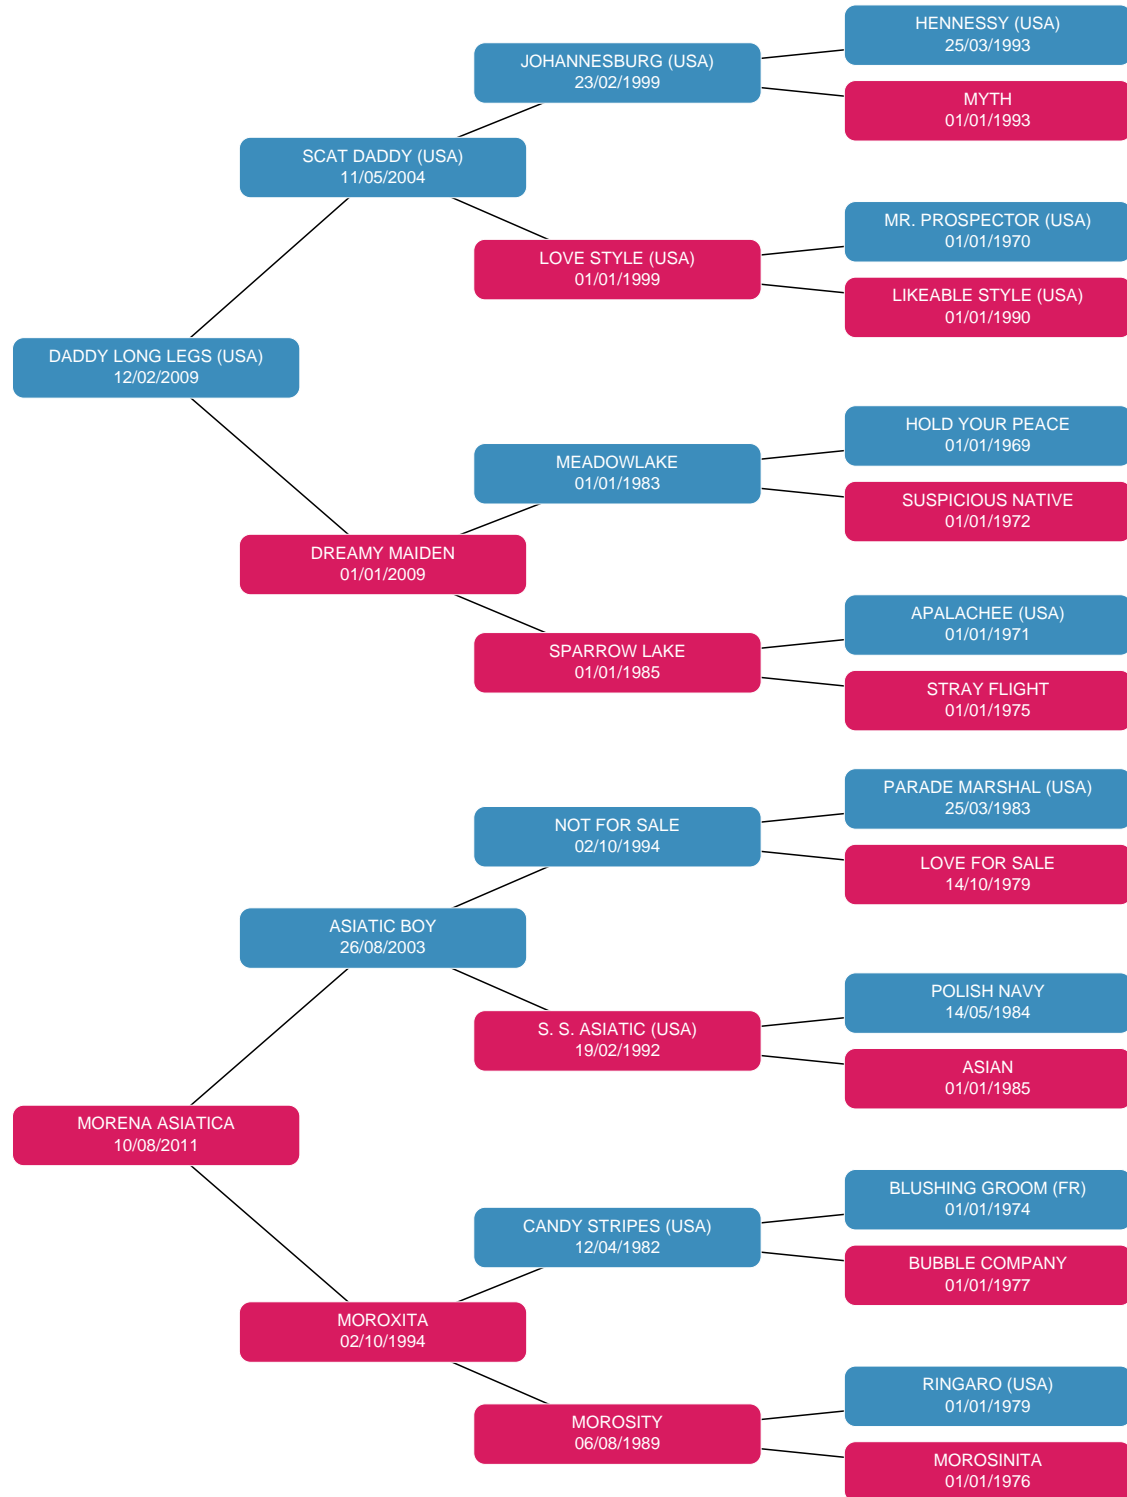 HENNESSY (USA)
25/03/1993
JOHANNESBURG (USA)
23/02/1999
MYTH
01/01/1993
SCAT DADDY (USA)
11/05/2004
MR. PROSPECTOR (USA)
01/01/1970
LOVE STYLE (USA)
01/01/1999
LIKEABLE STYLE (USA)
01/01/1990
DADDY LONG LEGS (USA)
12/02/2009
HOLD YOUR PEACE
01/01/1969
MEADOWLAKE
01/01/1983
SUSPICIOUS NATIVE
01/01/1972
DREAMY MAIDEN
01/01/2009
APALACHEE (USA)
01/01/1971
SPARROW LAKE
01/01/1985
STRAY FLIGHT
01/01/1975
PARADE MARSHAL (USA)
25/03/1983
NOT FOR SALE
02/10/1994
LOVE FOR SALE
14/10/1979
ASIATIC BOY
26/08/2003
POLISH NAVY
14/05/1984
S. S. ASIATIC (USA)
19/02/1992
ASIAN
01/01/1985
MORENA ASIATICA
10/08/2011
BLUSHING GROOM (FR)
01/01/1974
CANDY STRIPES (USA)
12/04/1982
BUBBLE COMPANY
01/01/1977
MOROXITA
02/10/1994
RINGARO (USA)
01/01/1979
MOROSITY
06/08/1989
MOROSINITA
01/01/1976